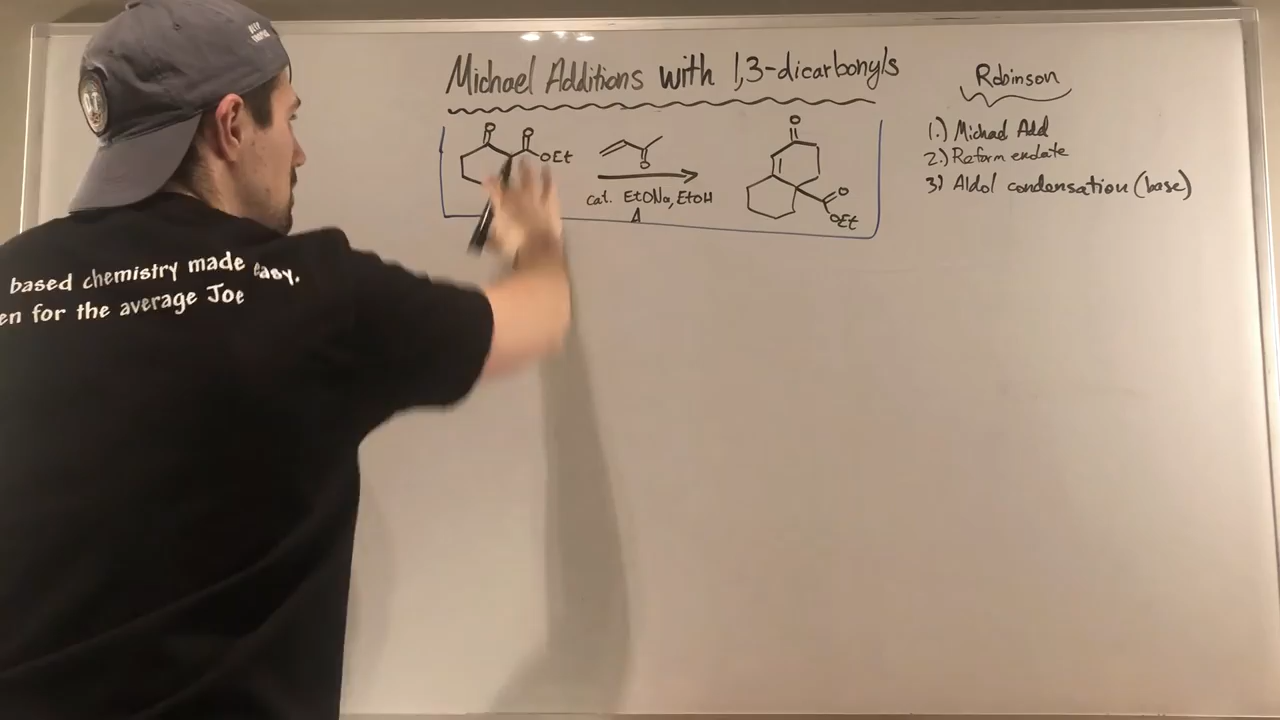 Michael Additions with 1,3-dicarbonyls
O O
OEt
O
cat. EtONa, EtOH
Δ
O
O
OEt
Robinson
1.) Michael Add
2.) Reform enolate
3) Aldol condensation (base)
based chemistry made easy.
en for the average Joe